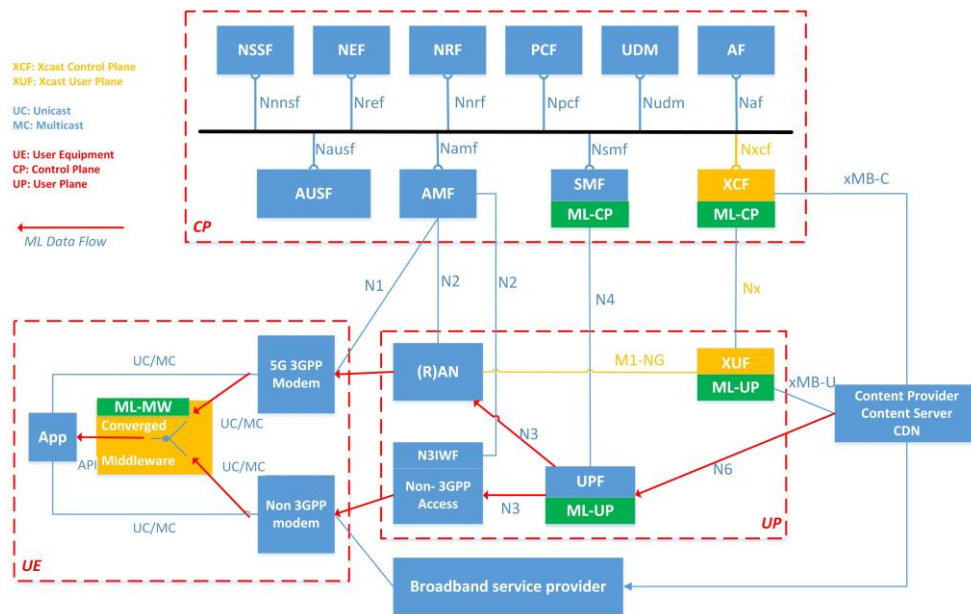 NSSF
NEF
NRF
PCF
UDM
AF
XCF: Xcast Control Plane
XUF: Xcast User Plane
UC: Unicast
MC: Multicast
UE: User Equipment
CP: Control Plane
UP: User Plane
ML Data Flow
Nnnsf
Nref
Nnrf
Npcf
Nudm
Naf
Nausf
Namf
Nsmf
Nxcf
AUSF
AMF
SMF
ML-CP
XCF
ML-CP
xMB-C
CP
N1
N2
N2
N4
Nx
UC/MC
5G 3GPP
Modem
(R)AN
M1-NG
XUF
ML-UP
xMB-U
Content Provider
Content Server
CDN
ML-MW
Converged
Middleware
App
API
UC/MC
UC/MC
UC/MC
N3
N6
N3IWF
Non- 3GPP
Access
N3
UPF
ML-UP
Non 3GPP
modem
UE
UP
Broadband service provider